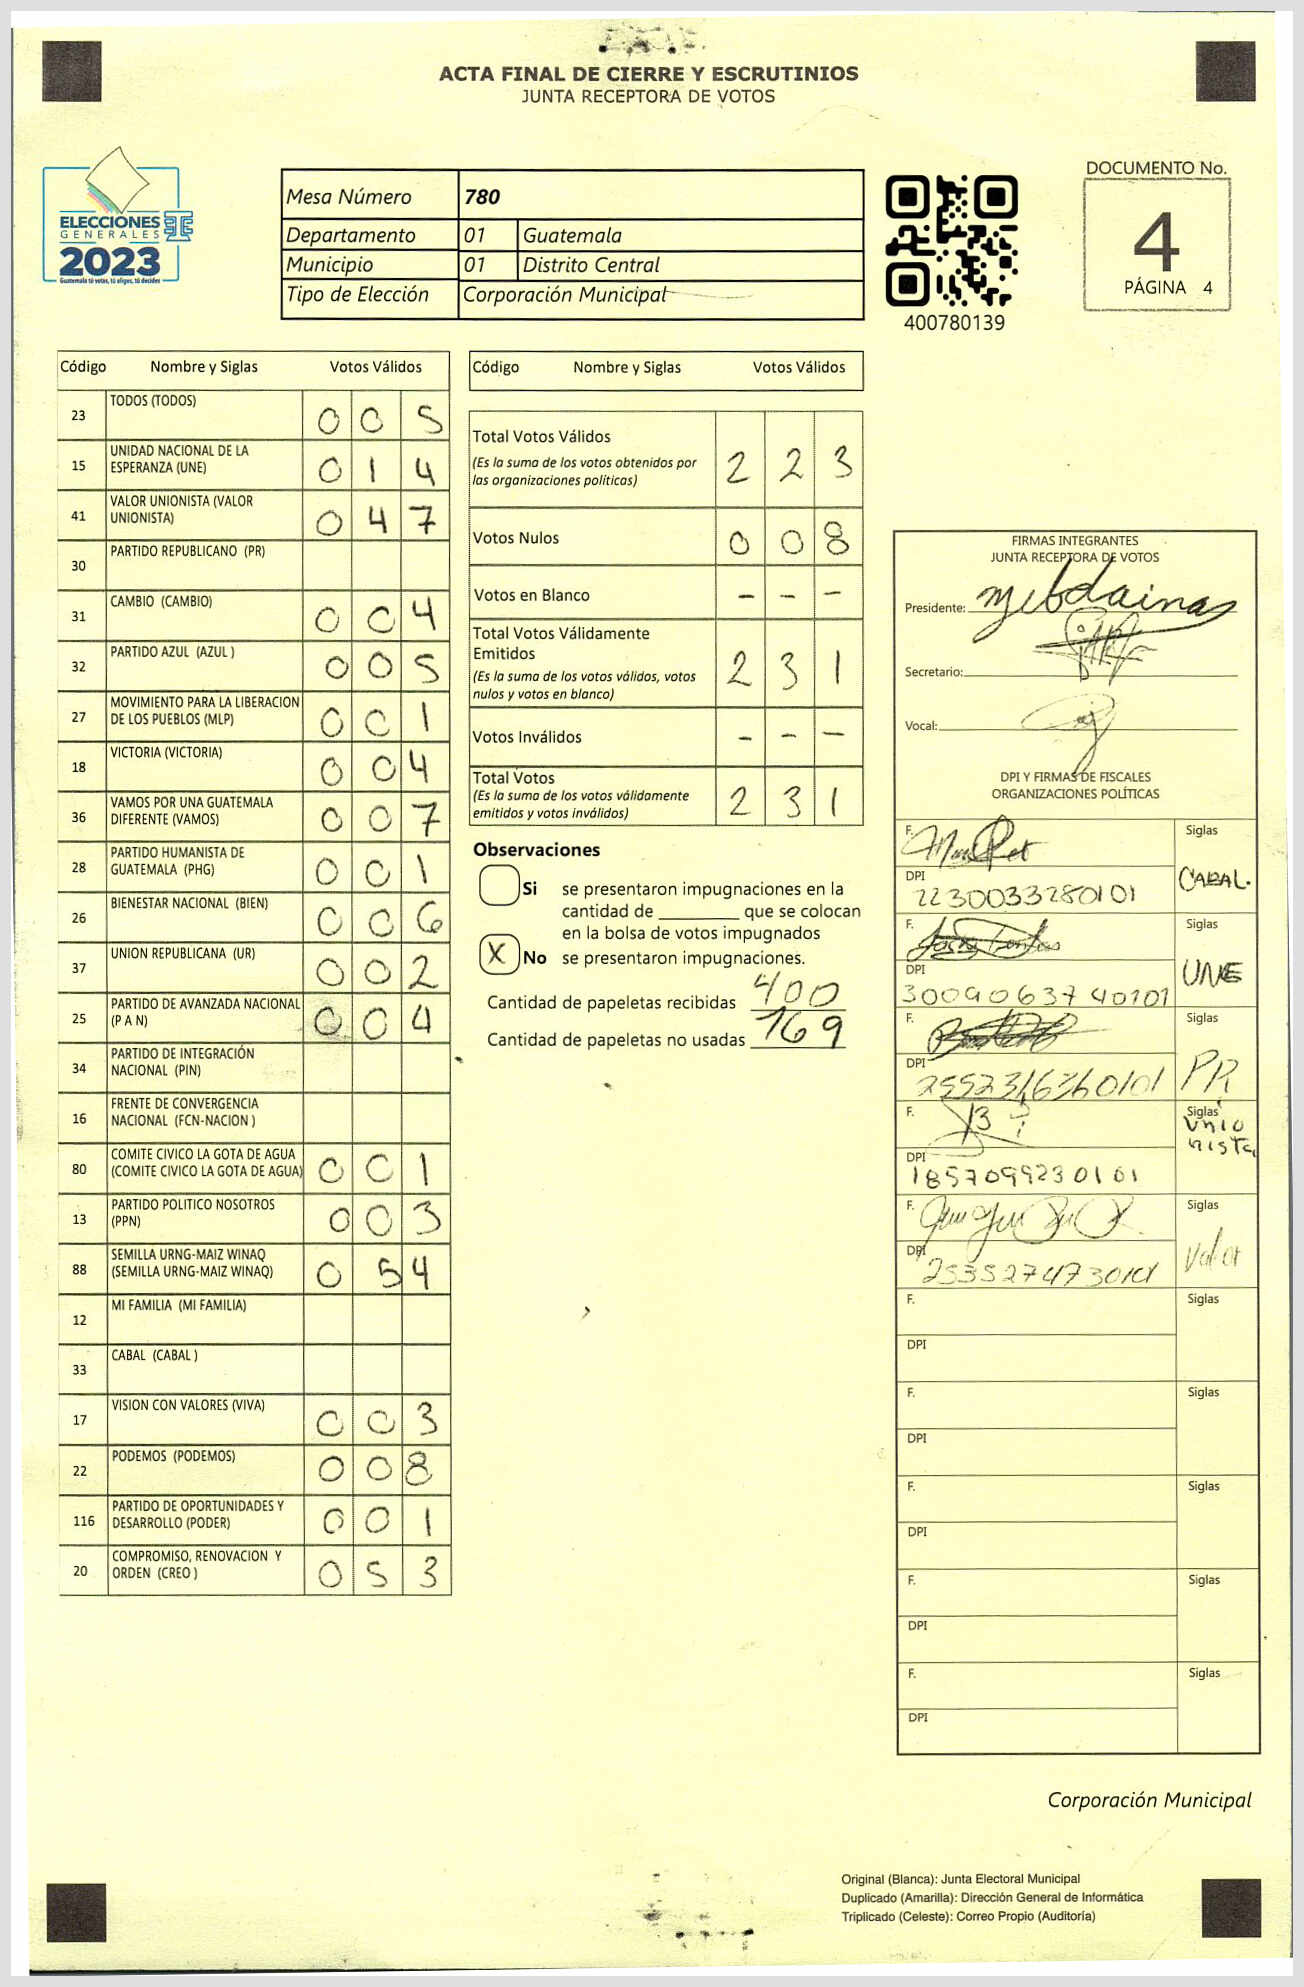 ACTA FINAL DE CIERRE Y ESCRUTINIOS
JUNTA RECEPTORA DE VOTOS
ELECCIONES
GENERALES
2023
Guatemala tú votas, tú eliges, tú decides
Mesa Número 780
Departamento 01 Guatemala
Municipio 01 Distrito Central
Tipo de Elección Corporación Municipal
400780139
DOCUMENTO No.
4
PÁGINA 4
Código Nombre y Siglas Votos Válidos
23 TODOS (TODOS) 0 0 5
15 UNIDAD NACIONAL DE LA
ESPERANZA (UNE) 0 1 4
41 VALOR UNIONISTA (VALOR
UNIONISTA) 0 4 7
30 PARTIDO REPUBLICANO (PR)
31 CAMBIO (CAMBIO) 0 0 4
32 PARTIDO AZUL (AZUL ) 0 0 5
27 MOVIMIENTO PARA LA LIBERACION
DE LOS PUEBLOS (MLP) 0 0 1
18 VICTORIA (VICTORIA) 0 0 4
36 VAMOS POR UNA GUATEMALA
DIFERENTE (VAMOS) 0 0 7
28 PARTIDO HUMANISTA DE
GUATEMALA (PHG) 0 0 1
26 BIENESTAR NACIONAL (BIEN) 0 0 6
37 UNION REPUBLICANA (UR) 0 0 2
25 PARTIDO DE AVANZADA NACIONAL
(P A N) 0 0 4
34 PARTIDO DE INTEGRACIÓN
NACIONAL (PIN)
16 FRENTE DE CONVERGENCIA
NACIONAL (FCN-NACION )
80 COMITE CIVICO LA GOTA DE AGUA
(COMITE CIVICO LA GOTA DE AGUA) 0 0 1
13 PARTIDO POLITICO NOSOTROS
(PPN) 0 0 3
88 SEMILLA URNG-MAIZ WINAQ
(SEMILLA URNG-MAIZ WINAQ) 0 5 4
12 MI FAMILIA (MI FAMILIA)
33 CABAL (CABAL )
17 VISION CON VALORES (VIVA) 0 0 3
22 PODEMOS (PODEMOS) 0 0 8
116 PARTIDO DE OPORTUNIDADES Y
DESARROLLO (PODER) 0 0 1
20 COMPROMISO, RENOVACION Y
ORDEN (CREO ) 0 5 3
Código Nombre y Siglas Votos Válidos
Total Votos Válidos
(Es la suma de los votos obtenidos por
las organizaciones politicas) 2 2 3
Votos Nulos 0 0 8
Votos en Blanco - - -
Total Votos Válidamente
Emitidos
(Es la suma de los votos válidos, votos
nulos y votos en blanco) 2 3 1
Votos Inválidos - - -
Total Votos
(Es la suma de los votos válidamente
emitidos y votos inválidos) 2 3 1
Observaciones
Si se presentaron impugnaciones en la
cantidad de ________ que se colocan
en la bolsa de votos impugnados
X No se presentaron impugnaciones.
Cantidad de papeletas recibidas 400
Cantidad de papeletas no usadas 169
FIRMAS INTEGRANTES
JUNTA RECEPTORA DE VOTOS
Presidente:
Secretario:
Vocal:
DPI Y FIRMAS DE FISCALES
ORGANIZACIONES POLÍTICAS
F. Siglas
CABAL.
DPI
2230033280101
F. Siglas
UNE
DPI
3009063740101
F. Siglas
PR
DPI
2552316360101
F. Siglas
Unio
nista
DPI
1857099230101
F. Siglas
Valor
DPI
F. Siglas
DPI
F. Siglas
DPI
F. Siglas
DPI
F. Siglas
DPI
F. Siglas
DPI
Corporación Municipal
Original (Blanca): Junta Electoral Municipal
Duplicado (Amarilla): Dirección General de Informática
Triplicado (Celeste): Correo Propio (Auditoría)